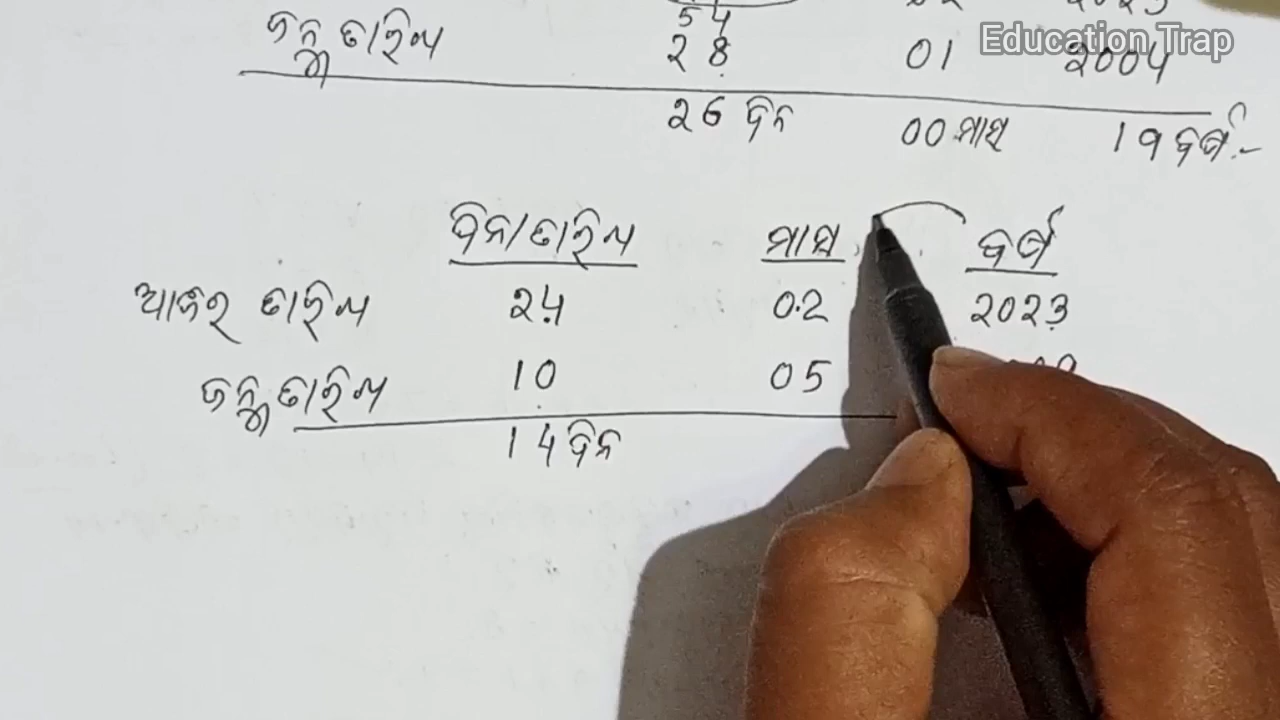 54
Education Trap
ଜନ୍ମ ତାରିଖ 28 01 2004
26 ଦିନ 00 ମାସ 19 ବର୍ଷ.-
ଦିନ/ତାରିଖ ମାସ ବର୍ଷ
ଆଜର ତାରିଖ 24 02 2023
ଜନ୍ମ ତାରିଖ 10 05
14 ଦିନ